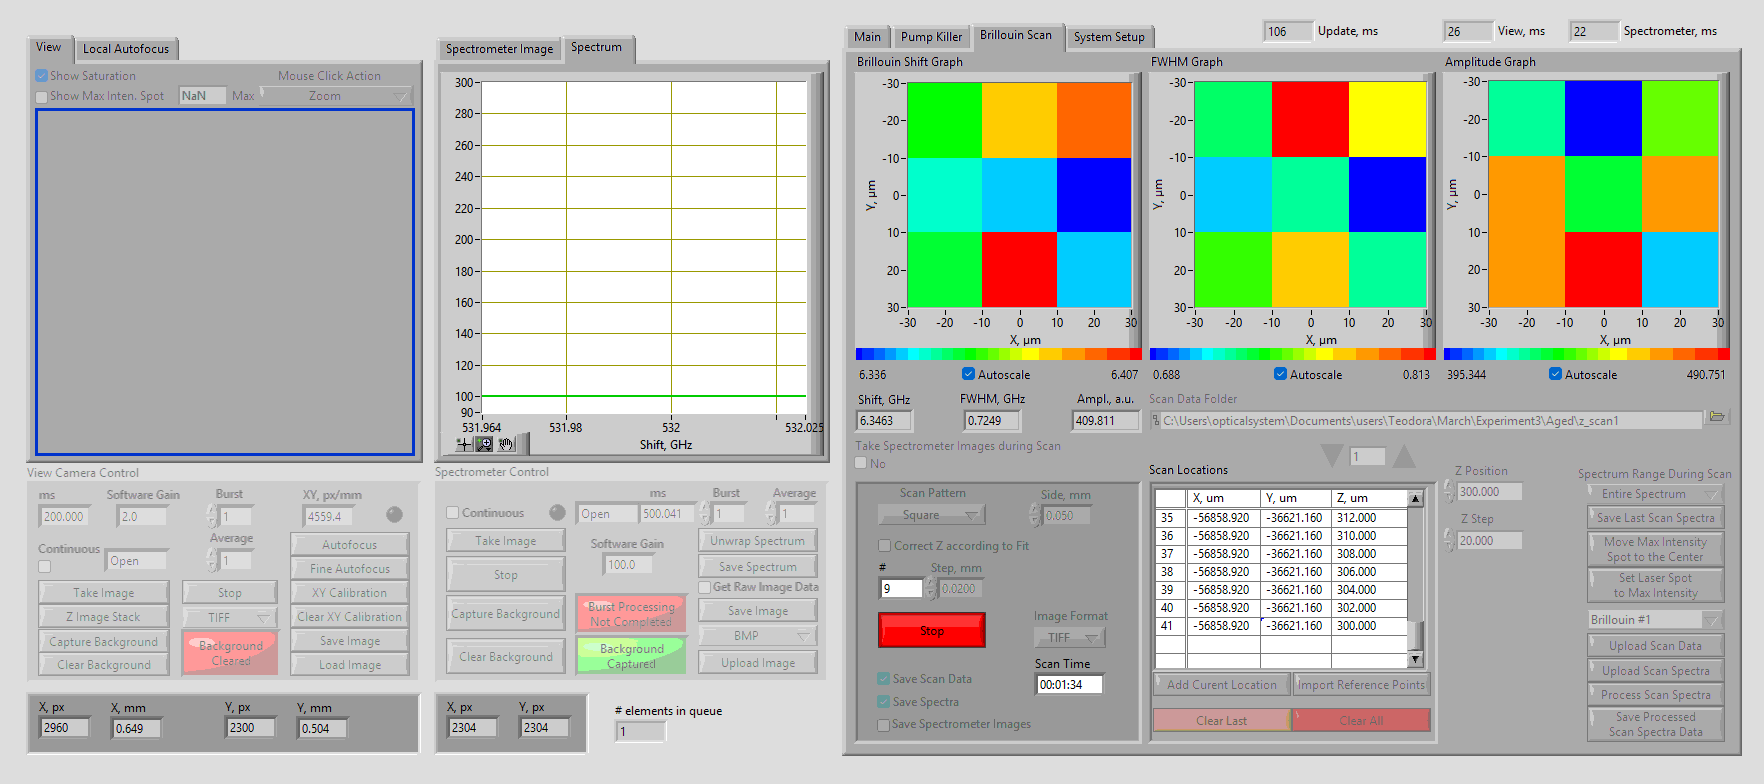 106 Update, ms 26 View, ms 22 Spectrometer, ms
View Local Autofocus
Show Saturation Mouse Click Action
Show Max Inten. Spot NaN Max Zoom
Spectrometer Image Spectrum
300
280
260
240
220
200
180
160
140
120
100
90
531.964 531.98 532 532.025
Shift, GHz
Main Pump Killer Brillouin Scan System Setup
Brillouin Shift Graph FWHM Graph Amplitude Graph
-30 -30 -30
-20 -20 -20
-10 -10 -10
0 0 0
10 10 10
20 20 20
30 30 30
Y, µm Y, µm Y, µm
-30 -20 -10 0 10 20 30 -30 -20 -10 0 10 20 30 -30 -20 -10 0 10 20 30
X, µm X, µm X, µm
6.336 Autoscale 6.407 0.688 Autoscale 0.813 395.344 Autoscale 490.751
Shift, GHz FWHM, GHz Ampl., a.u. Scan Data Folder
6.3463 0.7249 409.811 C:\Users\opticalsystem\Documents\users\Teodora\March\Experiment3\Aged\z_scan1
Take Spectrometer Images during Scan
No
1
View Camera Control
ms Software Gain Burst XY, px/mm
200.000 2.0 1 4559.4
Average
Continuous Open 1
Autofocus
Fine Autofocus
Take Image Stop XY Calibration
Z Image Stack TIFF Clear XY Calibration
Capture Background Background Cleared Save Image
Clear Background Load Image
X, px X, mm Y, px Y, mm
2960 0.649 2300 0.504
Spectrometer Control
ms Burst Average
Continuous Open 500.041 1 1
Take Image Software Gain Unwrap Spectrum
Stop 100.0 Save Spectrum
Get Raw Image Data
Capture Background Burst Processing Not Completed Save Image
BMP
Clear Background Background Captured Upload Image
X, px Y, px
2304 2304
# elements in queue
1
Scan Pattern Side, mm
Square 0.050
Correct Z according to Fit
# Step, mm
9 0.0200
Stop
Image Format
TIFF
Scan Time
00:01:34
Save Scan Data
Save Spectra
Save Spectrometer Images
Scan Locations
X, um Y, um Z, um
35 -56858.920 -36621.160 312.000
36 -56858.920 -36621.160 310.000
37 -56858.920 -36621.160 308.000
38 -56858.920 -36621.160 306.000
39 -56858.920 -36621.160 304.000
40 -56858.920 -36621.160 302.000
41 -56858.920 -36621.160 300.000
Add Curent Location Import Reference Points
Clear Last Clear All
Z Position
300.000
Z Step
20.000
Spectrum Range During Scan
Entire Spectrum
Save Last Scan Spectra
Move Max Intensity
Spot to the Center
Set Laser Spot
to Max Intensity
Brillouin #1
Upload Scan Data
Upload Scan Spectra
Process Scan Spectra
Save Processed
Scan Spectra Data